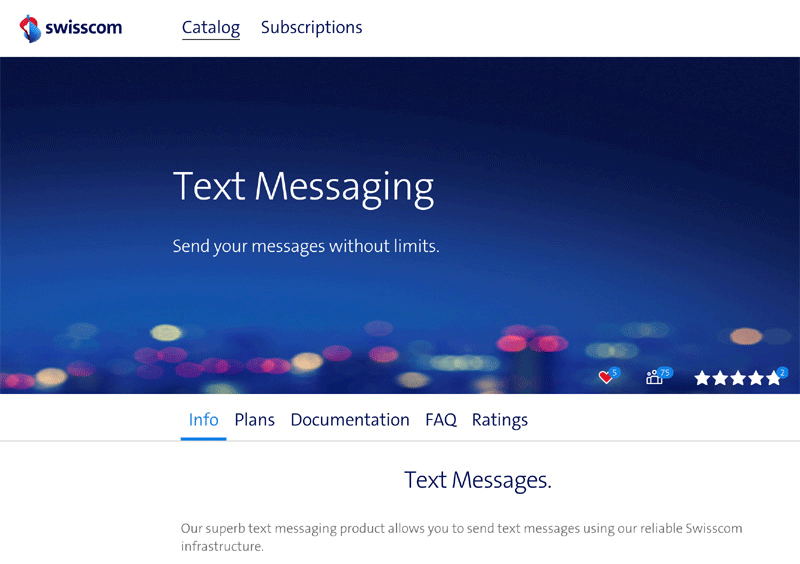 swisscom
Catalog
Subscriptions
Text Messaging
Send your messages without limits.
5
75
2
Info
Plans
Documentation
FAQ
Ratings
Text Messages.
Our superb text messaging product allows you to send text messages using our reliable Swisscom
infrastructure.